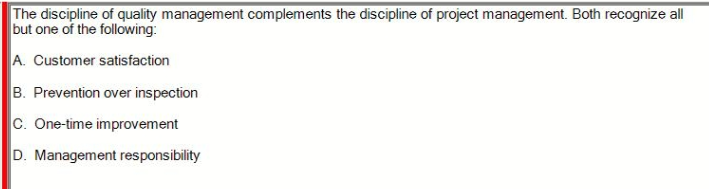 The discipline of quality management complements the discipline of project management. Both recognize all
but one of the following:
A. Customer satisfaction
B. Prevention over inspection
C. One-time improvement
D. Management responsibility